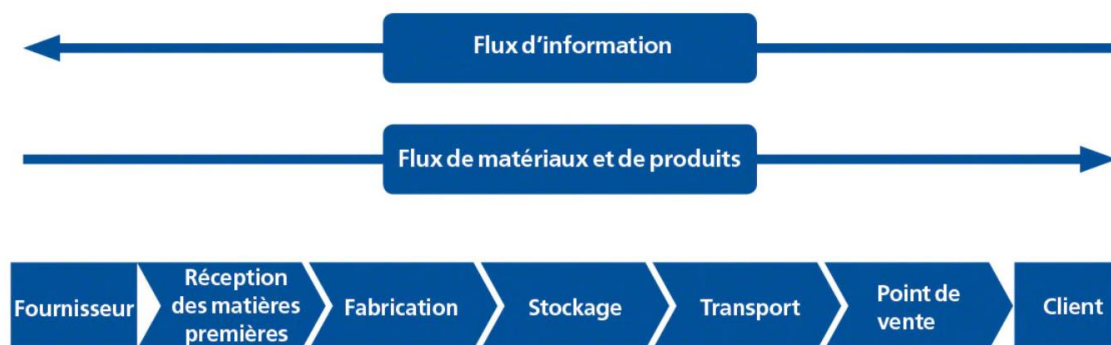 Flux d’information
Flux de matériaux et de produits
Fournisseur
Réception
des matières
premières
Fabrication
Stockage
Transport
Point de
vente
Client